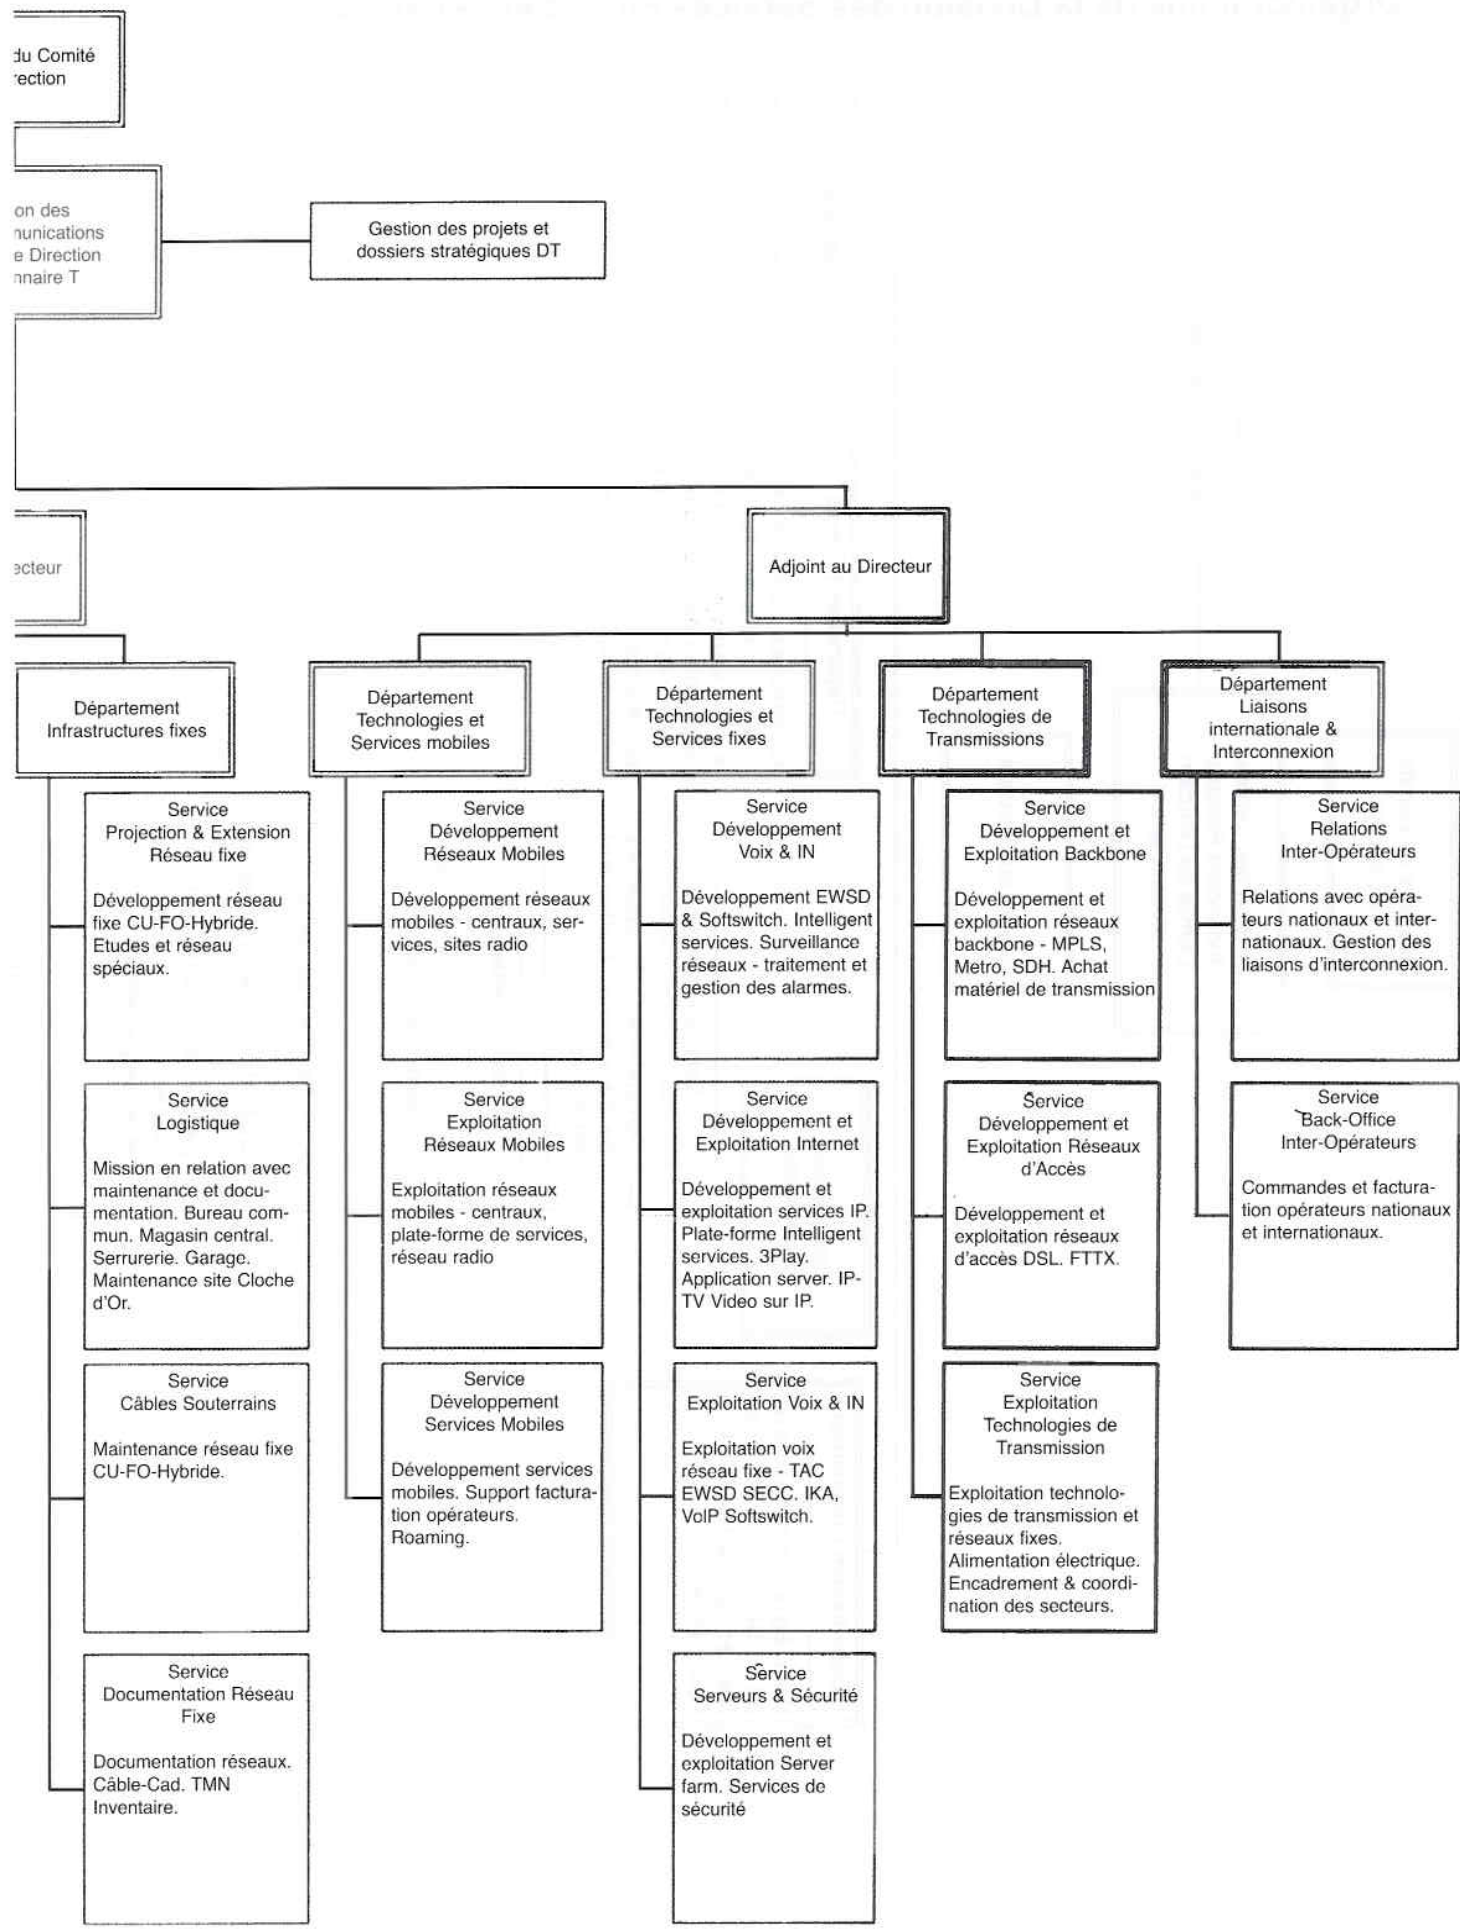 du Comité
rection
on des
munications
e Direction
nnaire T
Gestion des projets et
dossiers stratégiques DT
ecteur
Adjoint au Directeur
Département
Infrastructures fixes
Département
Technologies et
Services mobiles
Département
Technologies et
Services fixes
Département
Technologies de
Transmissions
Département
Liaisons
internationale &
Interconnexion
Service
Projection & Extension
Réseau fixe
Développement réseau
fixe CU-FO-Hybride.
Etudes et réseau
spéciaux.
Service
Logistique
Mission en relation avec
maintenance et docu-
mentation. Bureau com-
mun. Magasin central.
Serrurerie. Garage.
Maintenance site Cloche
d'Or.
Service
Câbles Souterrains
Maintenance réseau fixe
CU-FO-Hybride.
Service
Documentation Réseau
Fixe
Documentation réseaux.
Câble-Cad. TMN
Inventaire.
Service
Développement
Réseaux Mobiles
Développement réseaux
mobiles - centraux, ser-
vices, sites radio
Service
Exploitation
Réseaux Mobiles
Exploitation réseaux
mobiles - centraux,
plate-forme de services,
réseau radio
Service
Développement
Services Mobiles
Développement services
mobiles. Support factura-
tion opérateurs.
Roaming.
Service
Développement
Voix & IN
Développement EWSD
& Softswitch. Intelligent
services. Surveillance
réseaux - traitement et
gestion des alarmes.
Service
Développement et
Exploitation Internet
Développement et
exploitation services IP.
Plate-forme Intelligent
services. 3Play.
Application server. IP-
TV Video sur IP.
Service
Exploitation Voix & IN
Exploitation voix
réseau fixe - TAC
EWSD SECC. IKA,
VoIP Softswitch.
Service
Serveurs & Sécurité
Développement et
exploitation Server
farm. Services de
sécurité
Service
Développement et
Exploitation Backbone
Développement et
exploitation réseaux
backbone - MPLS,
Metro, SDH. Achat
matériel de transmission
Service
Développement et
Exploitation Réseaux
d'Accès
Développement et
exploitation réseaux
d'accès DSL. FTTX.
Service
Exploitation
Technologies de
Transmission
Exploitation technolo-
gies de transmission et
réseaux fixes.
Alimentation électrique.
Encadrement & coordi-
nation des secteurs.
Service
Relations
Inter-Opérateurs
Relations avec opéra-
teurs nationaux et inter-
nationaux. Gestion des
liaisons d'interconnexion.
Service
Back-Office
Inter-Opérateurs
Commandes et factura-
tion opérateurs nationaux
et internationaux.